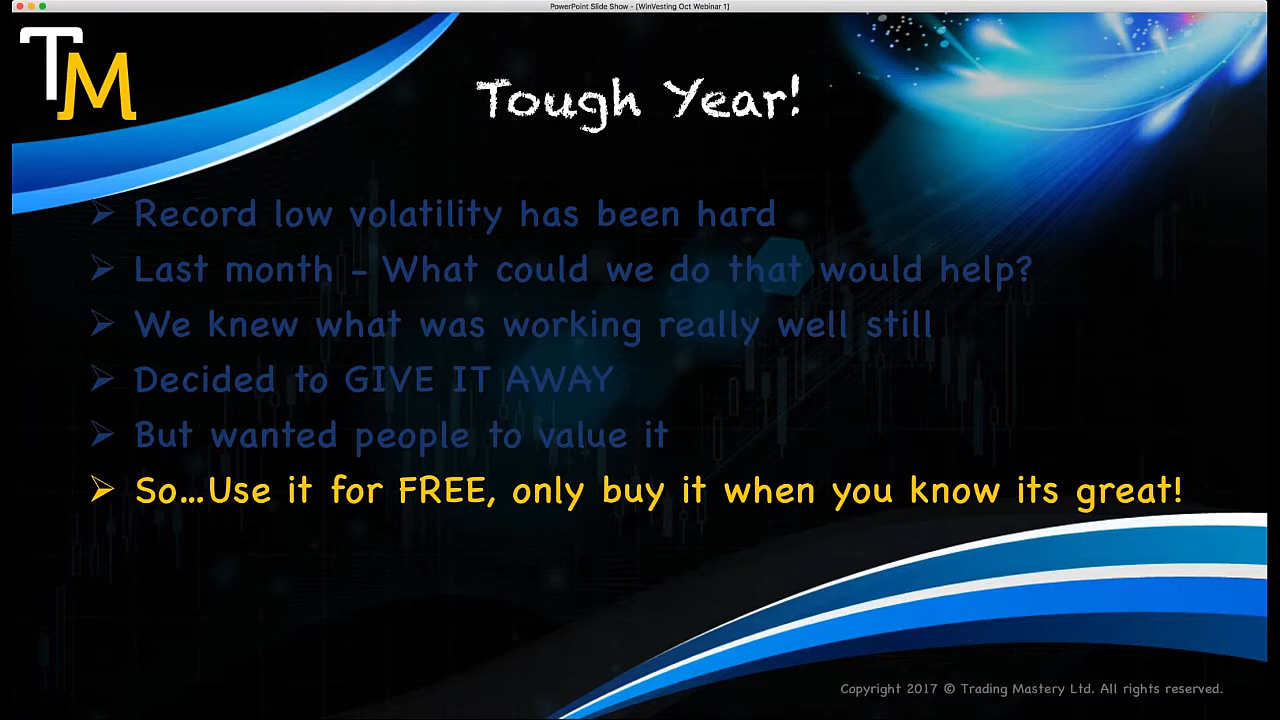 PowerPoint Slide Show - [WinVesting Oct Webinar 1]
TM
Tough Year!
➢ Record low volatility has been hard
➢ Last month – What could we do that would help?
➢ We knew what was working really well still
➢ Decided to GIVE IT AWAY
➢ But wanted people to value it
➢ So...Use it for FREE, only buy it when you know its great!
Copyright 2017 © Trading Mastery Ltd. All rights reserved.